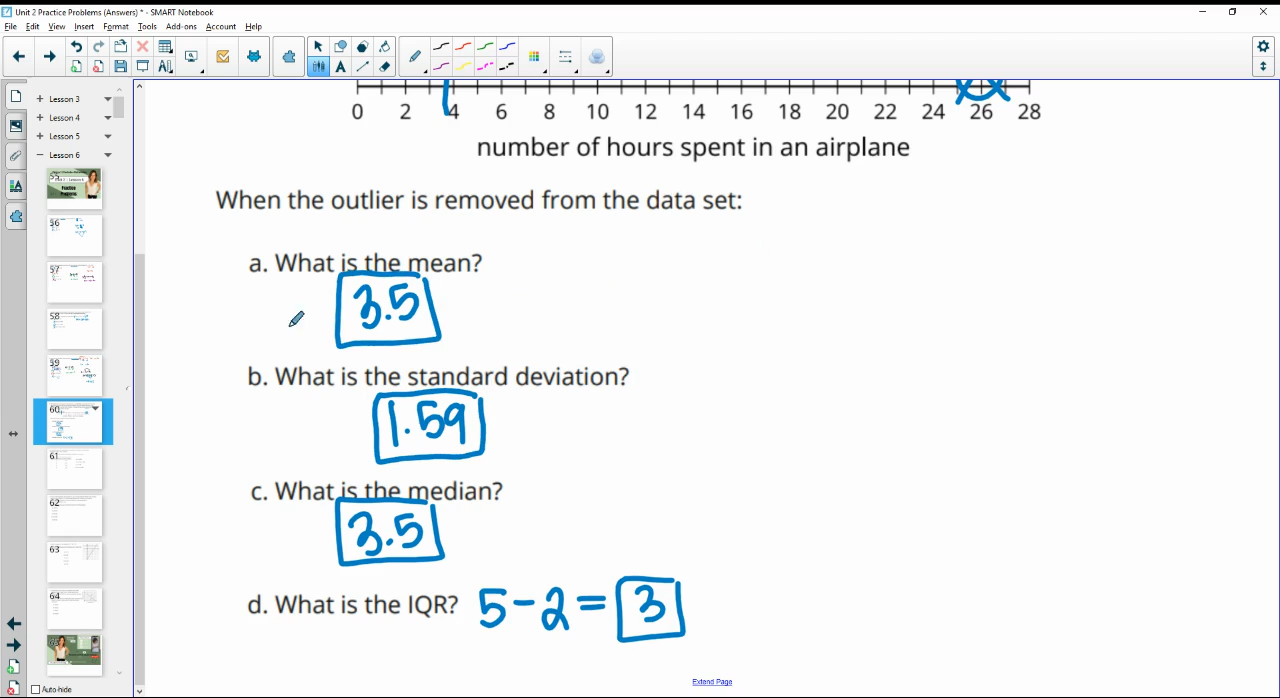 Unit 2 Practice Problems (Answers) * - SMART Notebook
File Edit View Insert Format Tools Add-ons Account Help
Lesson 3
Lesson 4
Lesson 5
Lesson 6
Practice
Problems
56
57
58
59
60
61
62
63
64
Auto-hide
0 2 4 6 8 10 12 14 16 18 20 22 24 26 28
number of hours spent in an airplane
When the outlier is removed from the data set:
a. What is the mean?
3.5
b. What is the standard deviation?
1.59
c. What is the median?
3.5
d. What is the IQR? 5-2= 3
Extend Page